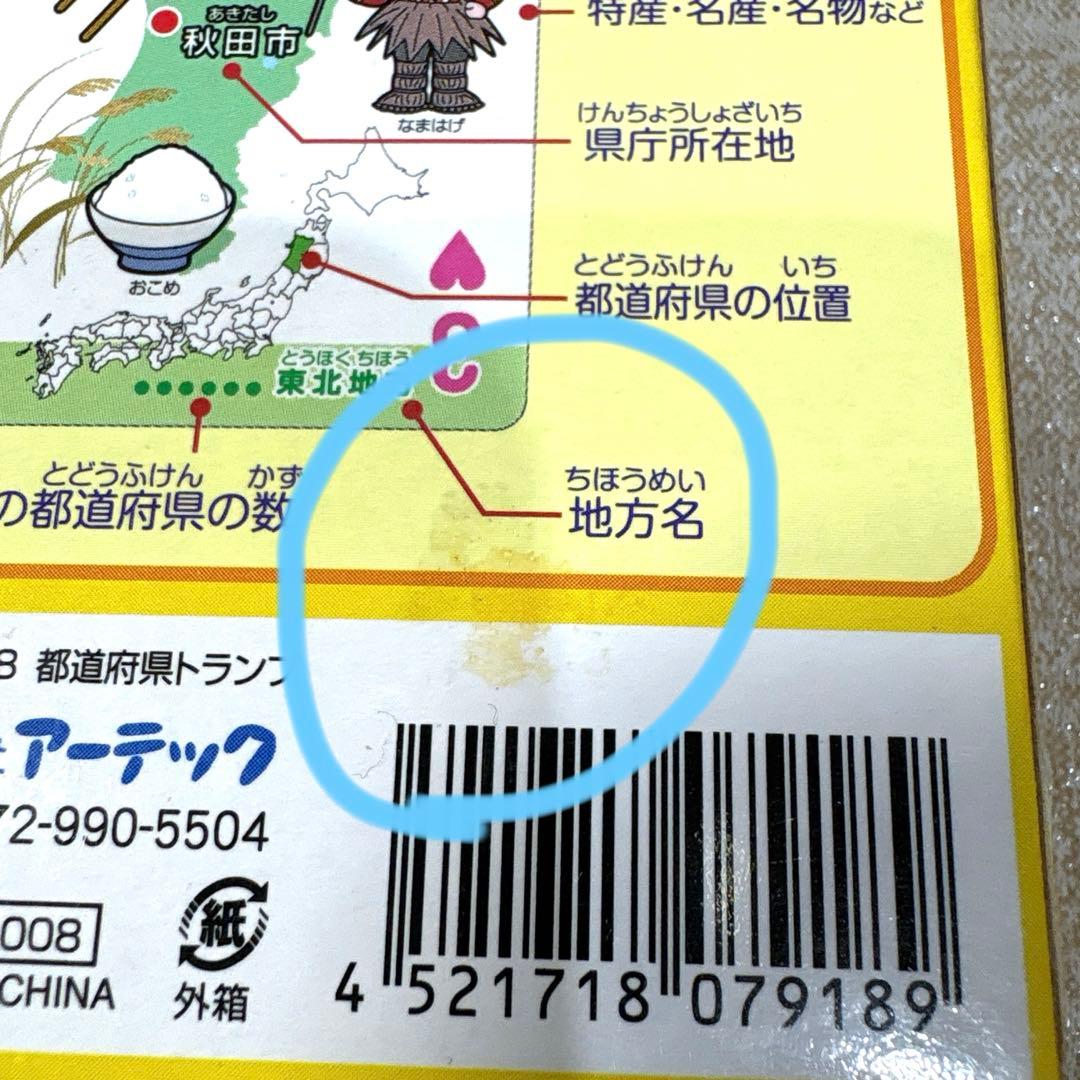 特産・名産・名物など
あきたし
秋田市
なまはげ
けんちょうしょざいち
県庁所在地
おこめ
とどうふけん いち
都道府県の位置
とうほくちほう
東北地
ちほうめい
地方名
とどうふけん かず
の都道府県の数
8 都道府県トランプ
アーテック
72-990-5504
008
紙
外箱
CHINA
4 521718 079189